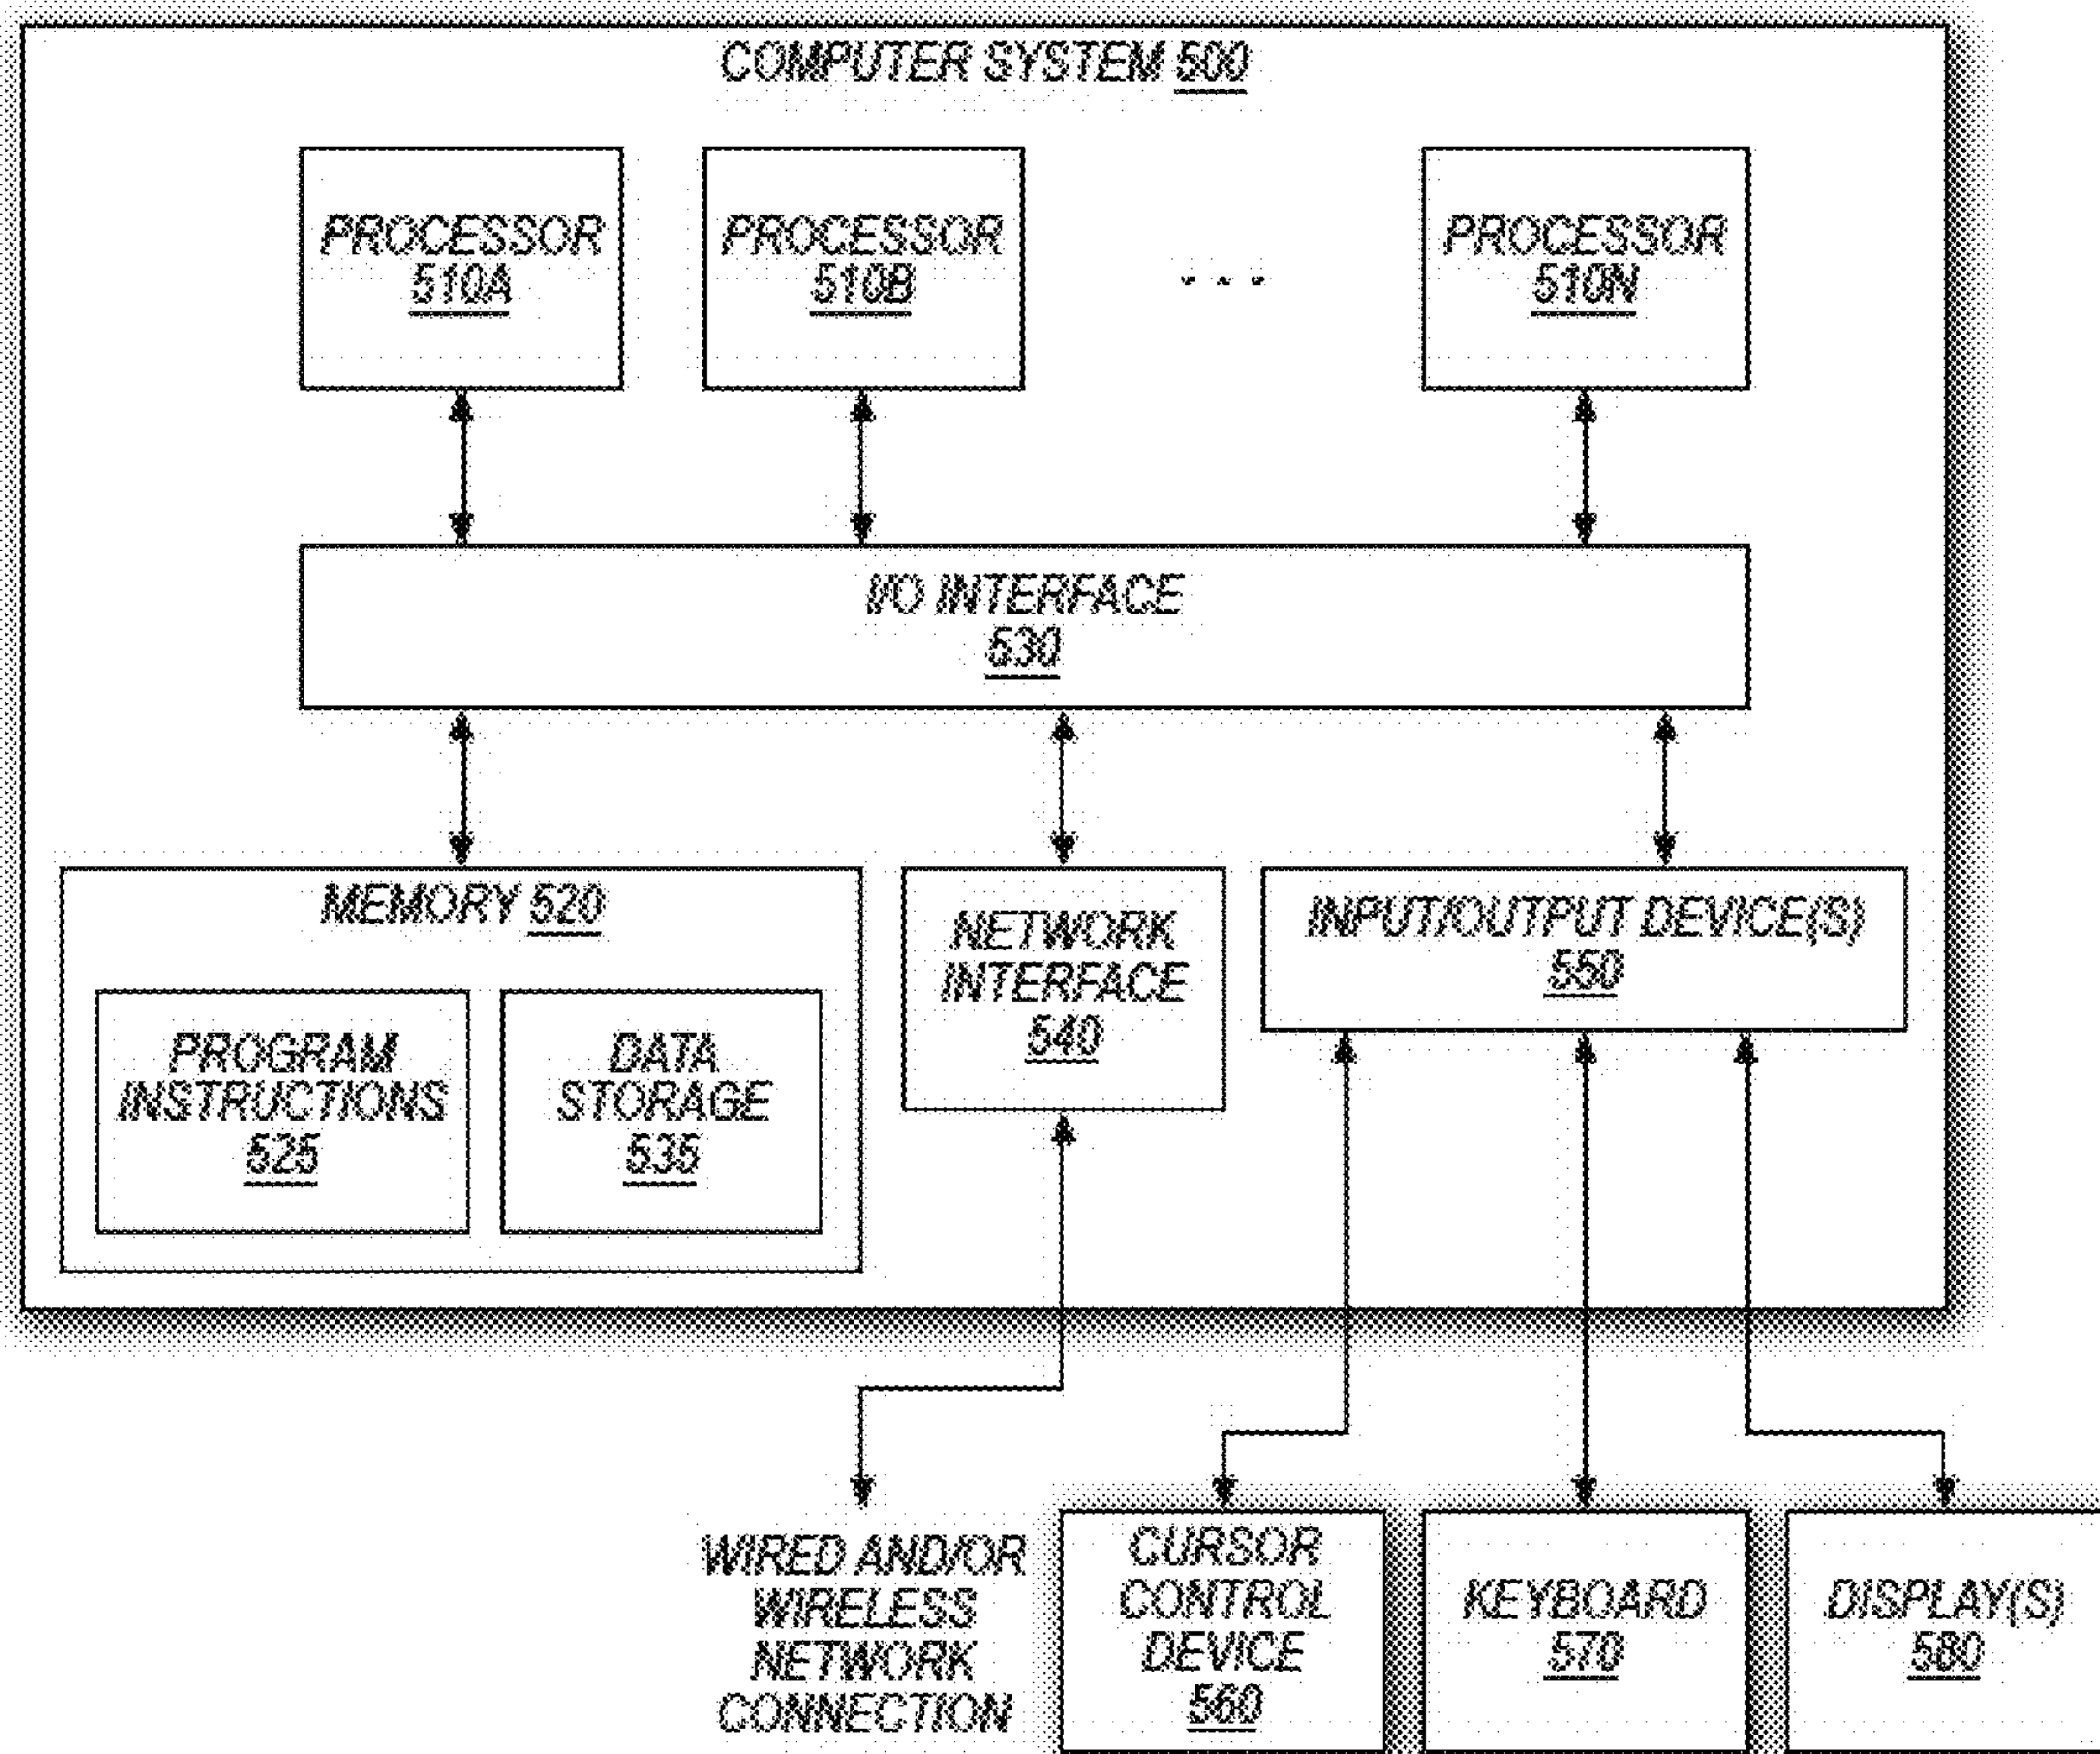 COMPUTER SYSTEM 500
PROCESSOR
510A
PROCESSOR
510B
. . .
PROCESSOR
510N
I/O INTERFACE
530
MEMORY 520
PROGRAM
INSTRUCTIONS
525
DATA
STORAGE
535
NETWORK
INTERFACE
540
INPUT/OUTPUT DEVICE(S)
550
WIRED AND/OR
WIRELESS
NETWORK
CONNECTION
CURSOR
CONTROL
DEVICE
560
KEYBOARD
570
DISPLAY(S)
580